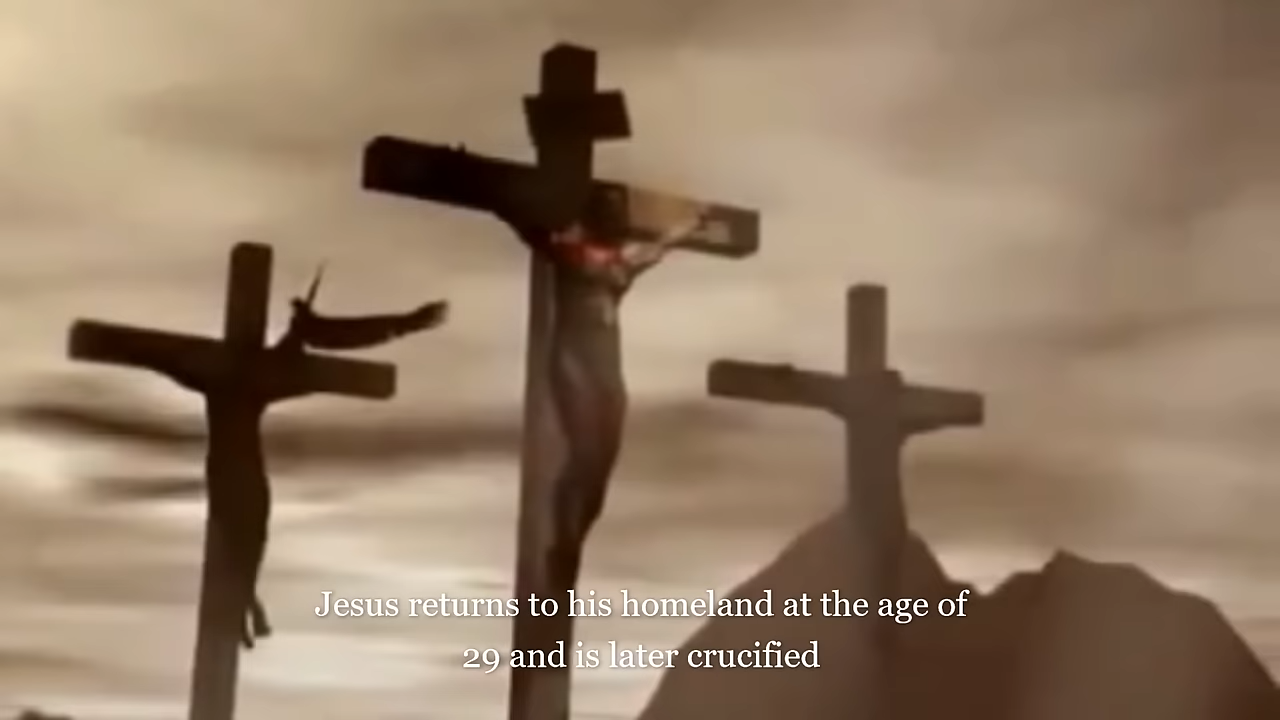 Jesus returns to his homeland at the age of
29 and is later crucified